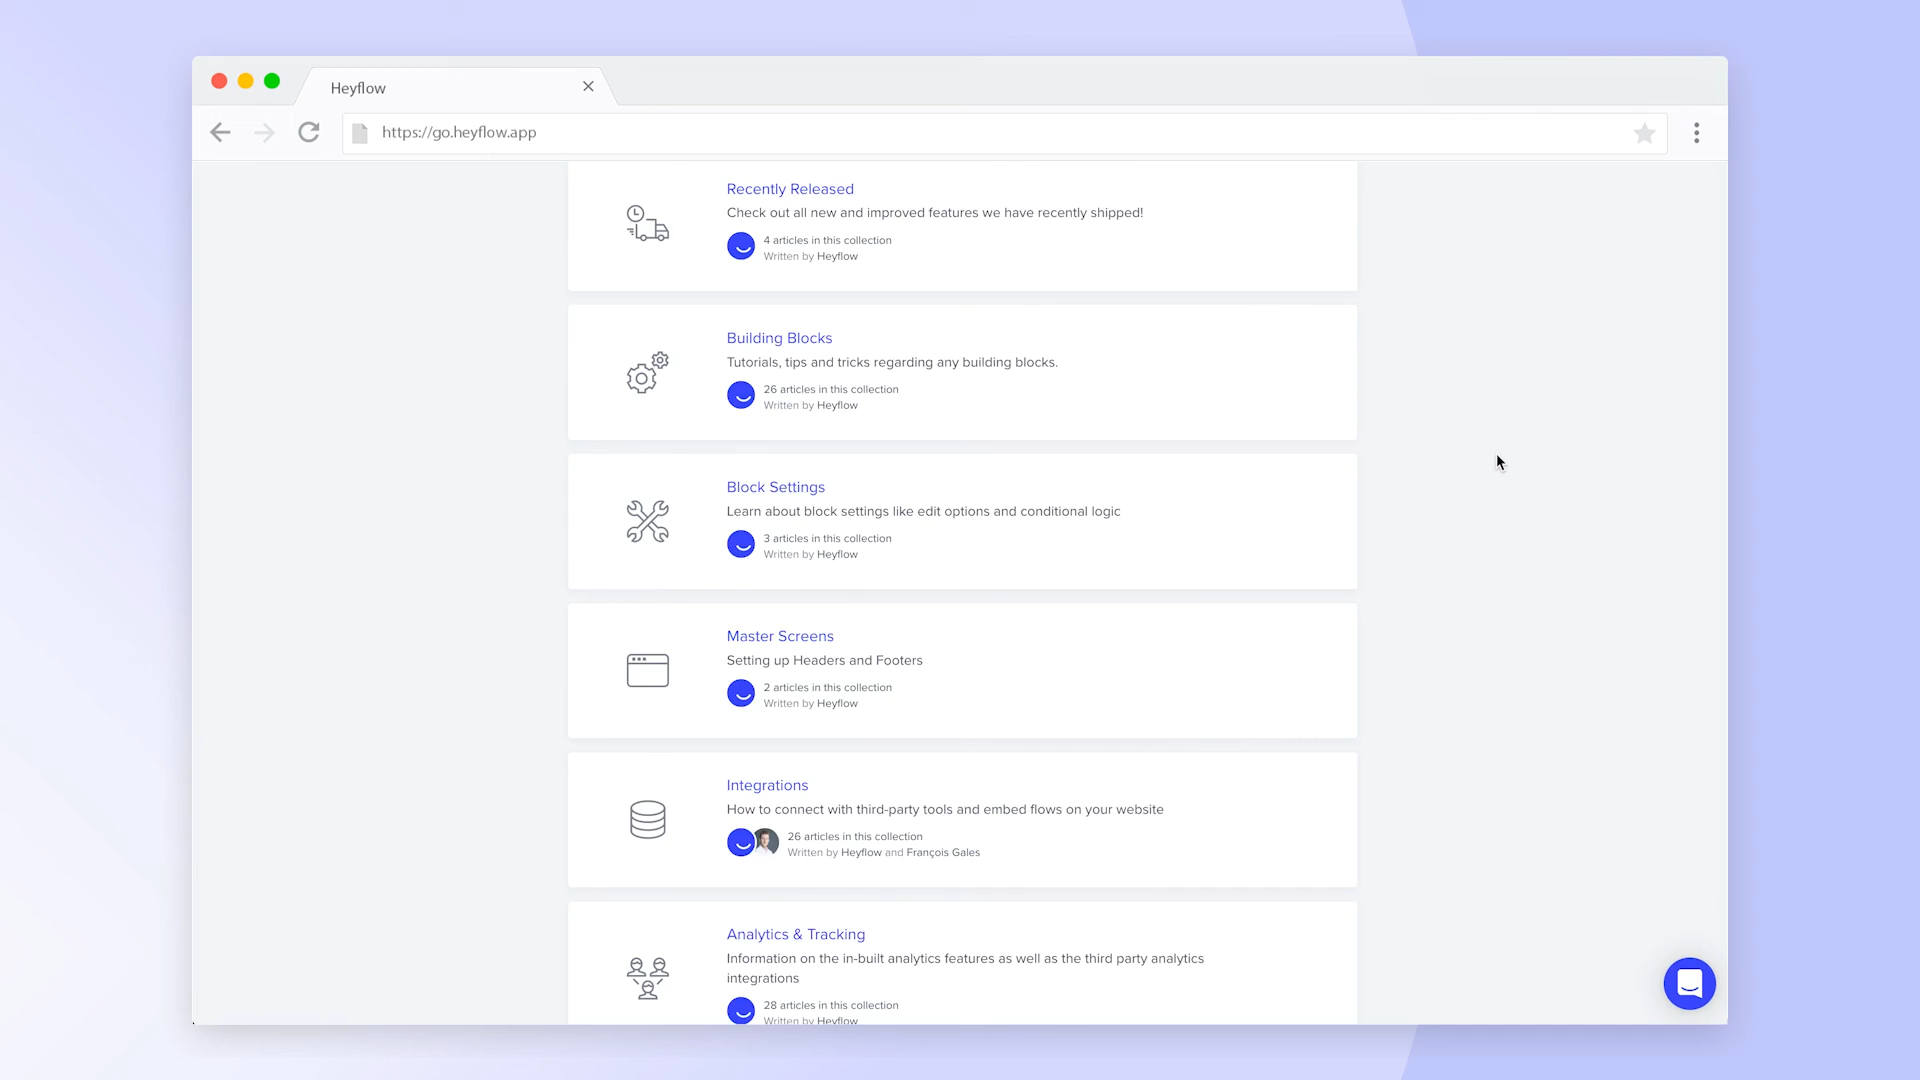 Heyflow
https://go.heyflow.app
Recently Released
Check out all new and improved features we have recently shipped!
4 articles in this collection
Written by Heyflow
Building Blocks
Tutorials, tips and tricks regarding any building blocks.
26 articles in this collection
Written by Heyflow
Block Settings
Learn about block settings like edit options and conditional logic
3 articles in this collection
Written by Heyflow
Master Screens
Setting up Headers and Footers
2 articles in this collection
Written by Heyflow
Integrations
How to connect with third-party tools and embed flows on your website
26 articles in this collection
Written by Heyflow and François Gales
Analytics & Tracking
Information on the in-built analytics features as well as the third party analytics
integrations
28 articles in this collection
Written by Heyflow